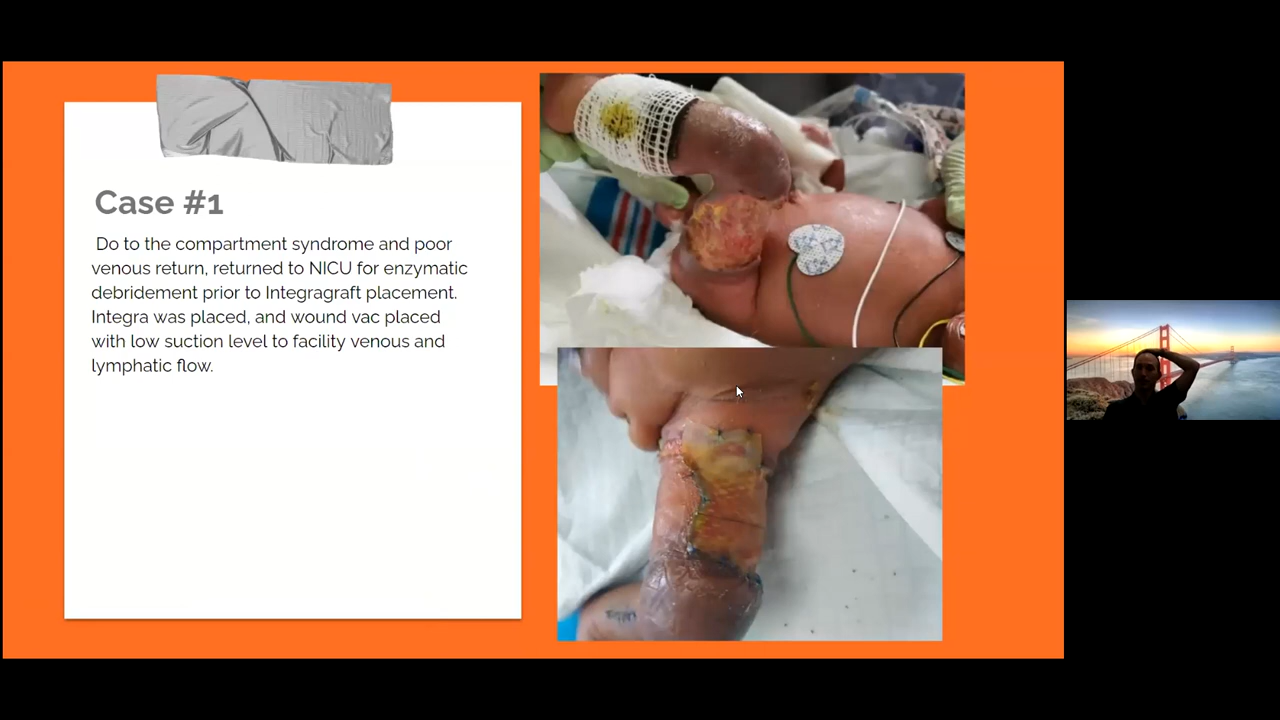 Case #1
Do to the compartment syndrome and poor
venous return, returned to NICU for enzymatic
debridement prior to Integragraft placement.
Integra was placed, and wound vac placed
with low suction level to facility venous and
lymphatic flow.